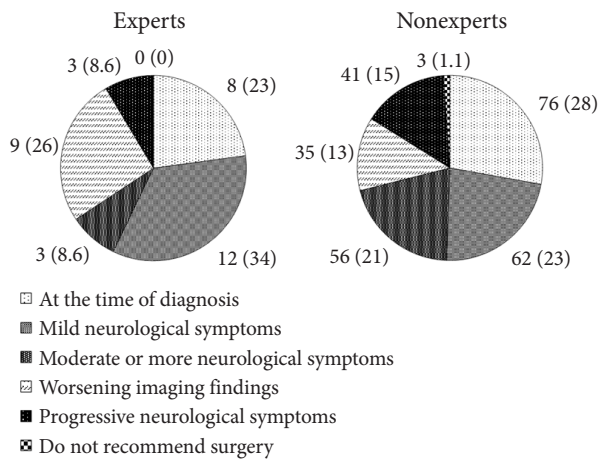 Experts
Nonexperts
0 (0)
3 (8.6)
8 (23)
9 (26)
3 (8.6)
12 (34)
3 (1.1)
41 (15)
76 (28)
35 (13)
56 (21)
62 (23)
At the time of diagnosis
Mild neurological symptoms
Moderate or more neurological symptoms
Worsening imaging findings
Progressive neurological symptoms
Do not recommend surgery